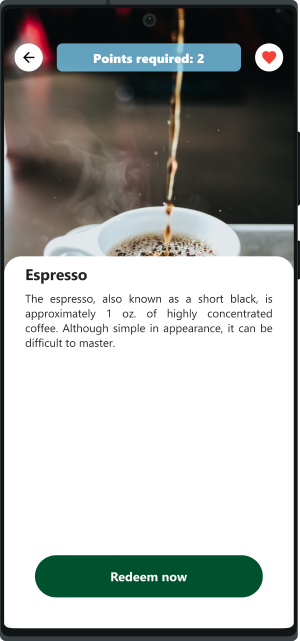 Points required: 2
Espresso
The espresso, also known as a short black, is
approximately 1 oz. of highly concentrated
coffee. Although simple in appearance, it can be
difficult to master.
Redeem now